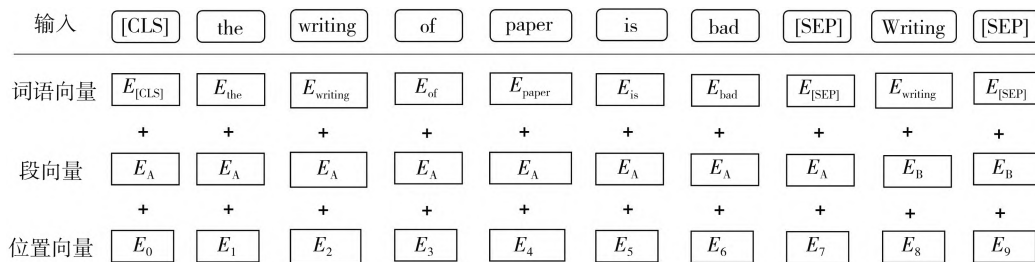 输入 [CLS] the writing of paper is bad [SEP] Writing [SEP]
词语向量 E[CLS] Ethe Ewriting Eof Epaper Eis Ebad E[SEP] Ewriting E[SEP]
+ + + + + + + + + +
段向量 EA EA EA EA EA EA EA EA EB EB
+ + + + + + + + + +
位置向量 E0 E1 E2 E3 E4 E5 E6 E7 E8 E9